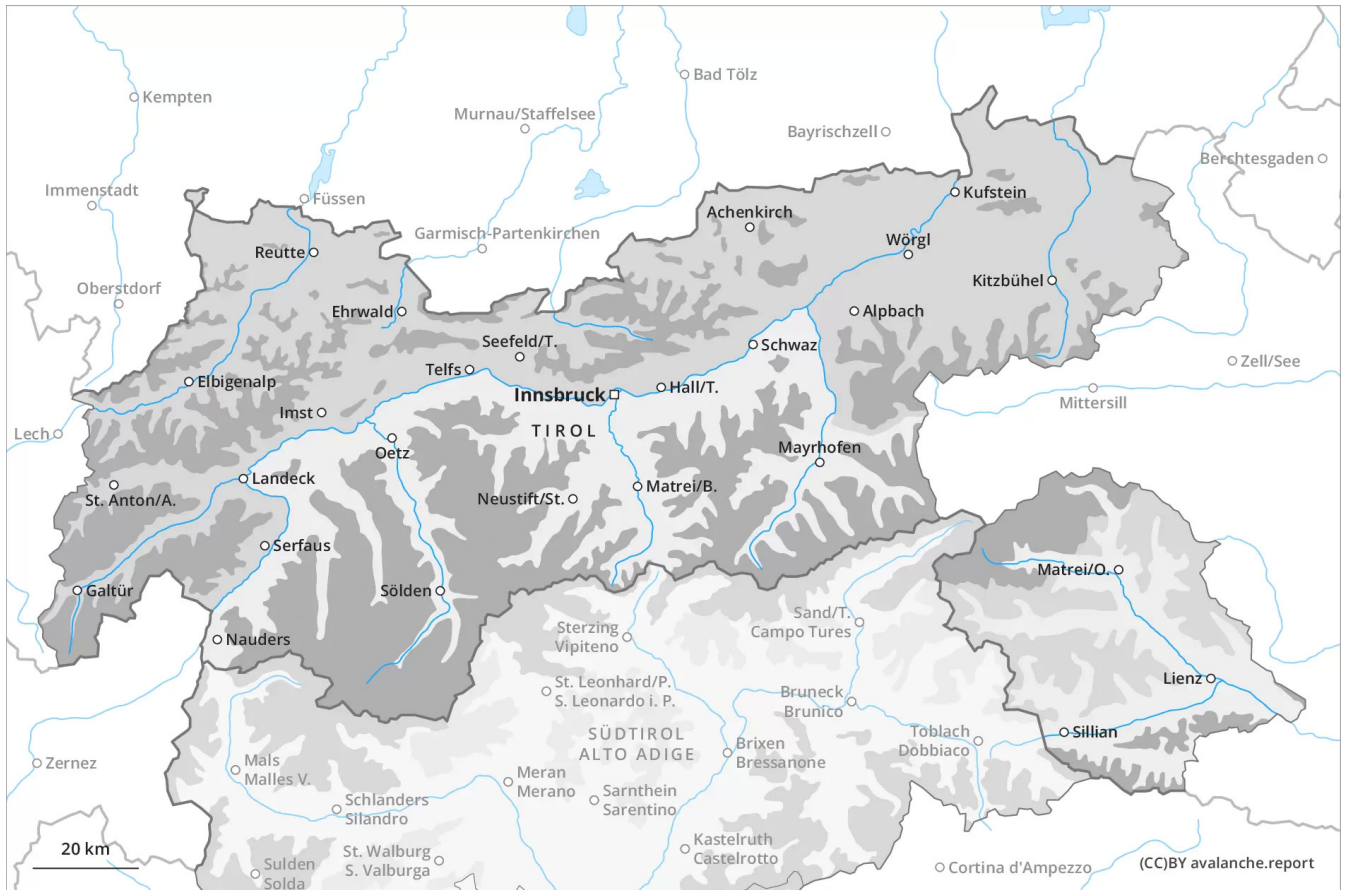 Bad Tölz
Kempten
Murnau/Staffelsee
Bayrischzell
Berchtesgaden
Immenstadt
Füssen
Kufstein
Achenkirch
Garmisch-Partenkirchen
Wörgl
Reutte
Oberstdorf
Kitzbühel
Ehrwald
Alpbach
Seefeld/T.
Schwaz
Zell/See
Telfs
Elbigenalp
Hall/T.
Innsbruck
Mittersill
Imst
TIROL
Lech
Oetz
Mayrhofen
Landeck
Matrei/B.
St. Anton/A.
Neustift/St.
Serfaus
Matrei/O.
Galtür
Sölden
Sand/T.
Campo Tures
Sterzing
Vipiteno
Nauders
Lienz
St. Leonhard/P.
S. Leonardo i. P.
Bruneck
Brunico
SÜDTIROL
ALTO ADIGE
Toblach
Dobbiaco
Sillian
Brixen
Bressanone
Zernez
Mals
Malles V.
Meran
Merano
Sarnthein
Sarentino
Schlanders
Silandro
Kastelruth
Castelrotto
20 km
St. Walburg
S. Valburga
Sulden
Solda
Cortina d'Ampezzo
(CC)BY avalanche.report